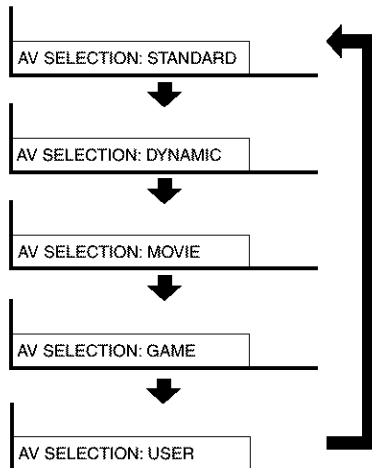 AV SELECTION: STANDARD
AV SELECTION: DYNAMIC
AV SELECTION: MOVIE
AV SELECTION: GAME
AV SELECTION: USER